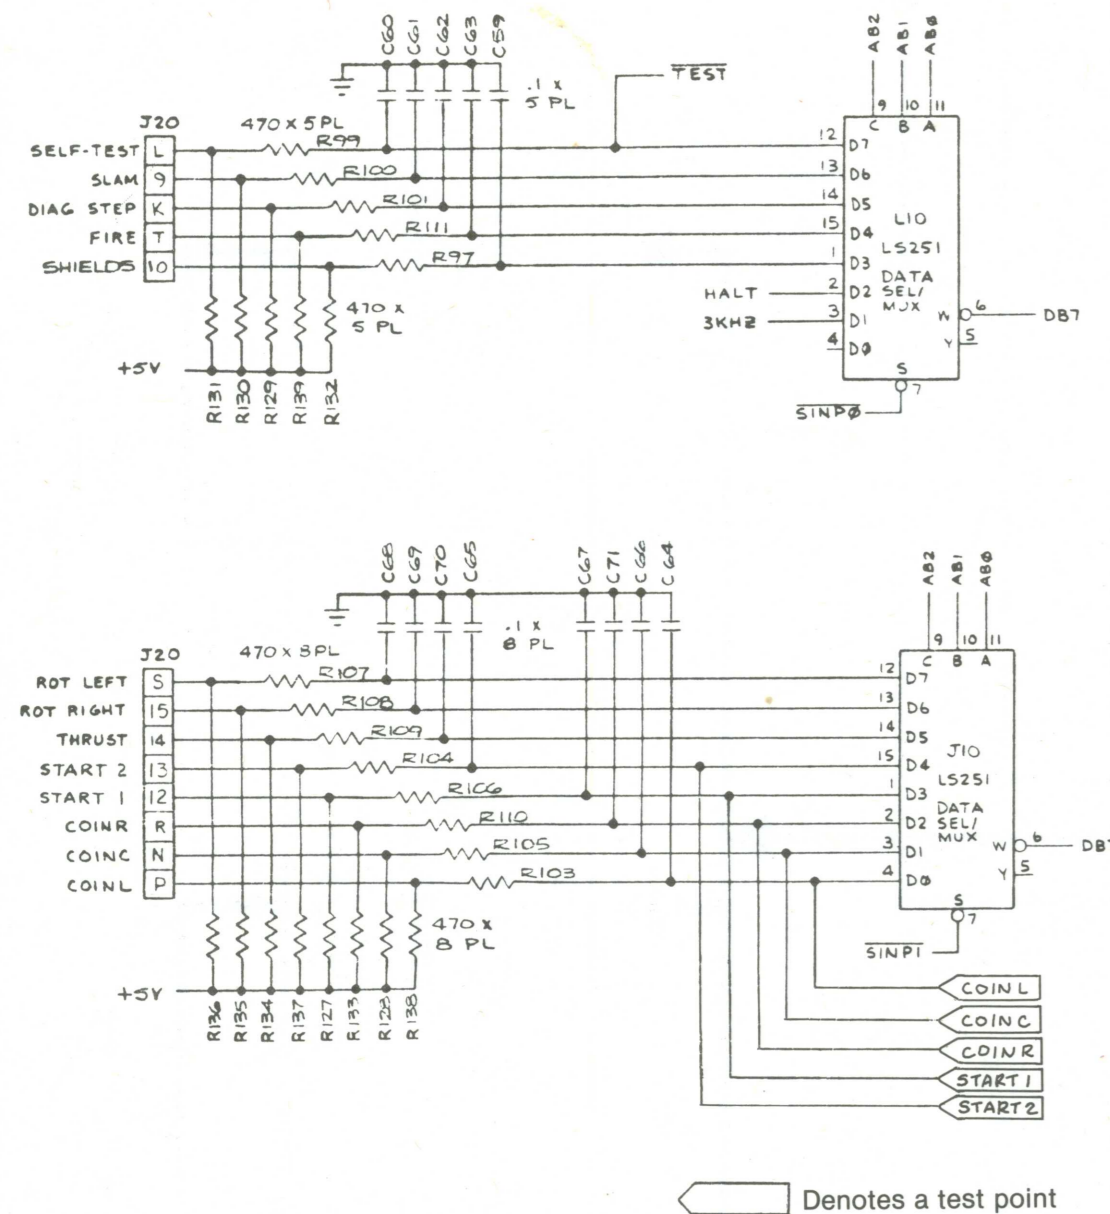 C60 C61 C62 C63 C59
.1 x
5 PL
TEST
AB2 AB1 ABØ
9 10 11
C B A
J20
470 x 5 PL
SELF-TEST L R99 12 D7
SLAM 9 R100 13 D6
DIAG STEP K R101 14 D5
FIRE T R111 15 D4
SHIELDS 10 R97 1 D3
L10
LS251
DATA
SEL/
MUX
HALT 2 D2
3KHZ 3 D1
4 DØ
W 6 DB7
Y 5
S
7
SINPØ
470 x
5 PL
+5V
R131 R130 R129 R139 R132
C68 C69 C70 C65 C67 C71 C66 C64
.1 x
8 PL
AB2 AB1 ABØ
9 10 11
C B A
J20
470 x 8 PL
ROT LEFT S R107 12 D7
ROT RIGHT 15 R108 13 D6
THRUST 14 R109 14 D5
START 2 13 R104 15 D4
START 1 12 R106 1 D3
COINR R R110 2 D2
COINC N R105 3 D1
COINL P R103 4 DØ
J10
LS251
DATA
SEL/
MUX
W 6 DB7
Y 5
S
7
SINP1
470 x
8 PL
+5V
R136 R135 R134 R137 R127 R133 R128 R138
COINL
COINC
COINR
START 1
START 2
Denotes a test point